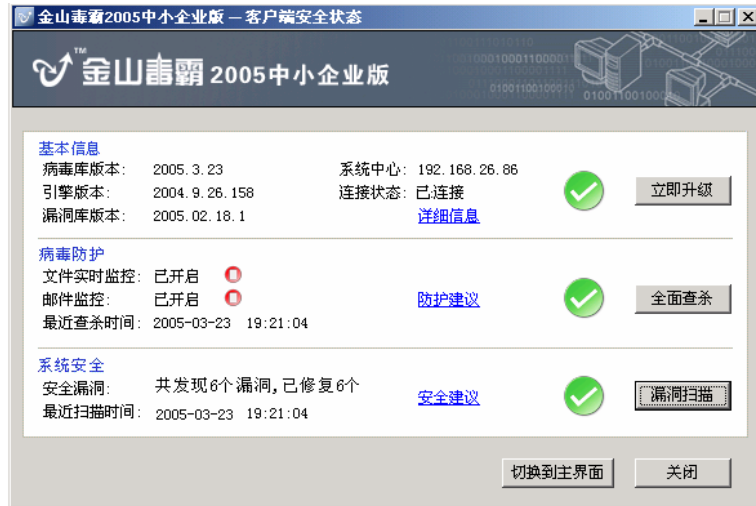 金山毒霸2005中小企业版 — 客户端安全状态
金山毒霸 2005中小企业版
TM
基本信息
病毒库版本: 2005.3.23 系统中心: 192.168.26.86
引擎版本: 2004.9.26.158 连接状态: 已连接
漏洞库版本: 2005.02.18.1 详细信息
立即升级
病毒防护
文件实时监控: 已开启
邮件监控: 已开启 防护建议
最近查杀时间: 2005-03-23 19:21:04
全面查杀
系统安全
安全漏洞: 共发现6个漏洞,已修复6个
最近扫描时间: 2005-03-23 19:21:04
安全建议
漏洞扫描
切换到主界面 关闭